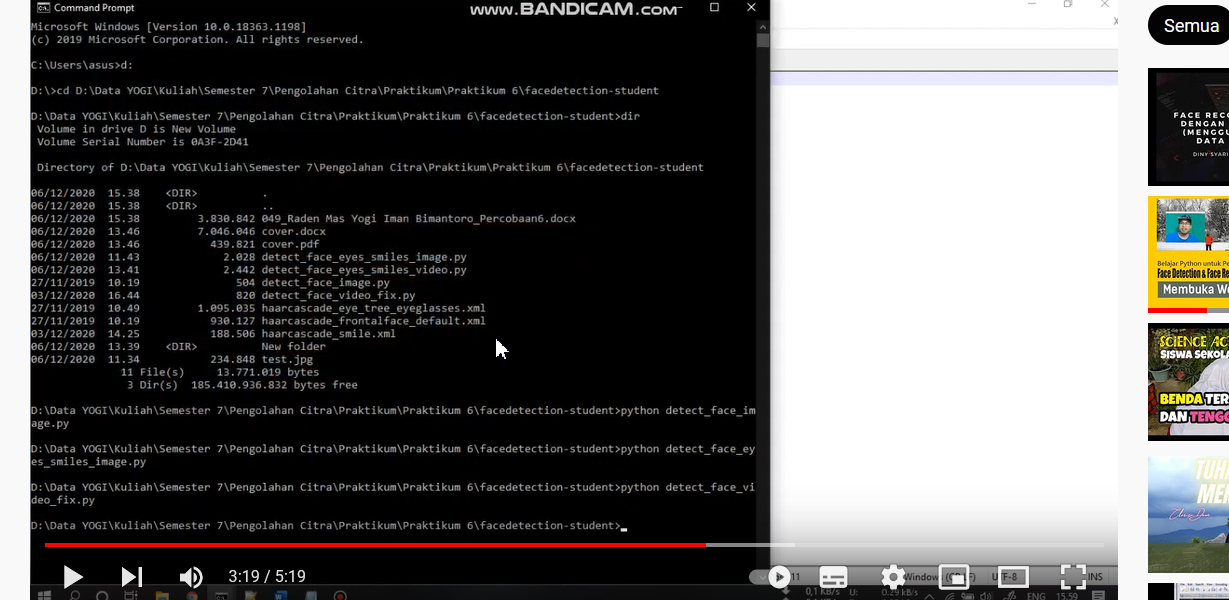 Command Prompt
www.BANDICAM.com
Microsoft Windows [Version 10.0.18363.1198]
(c) 2019 Microsoft Corporation. All rights reserved.
C:\Users\asus>d:
D:\>cd D:\Data YOGI\Kuliah\Semester 7\Pengolahan Citra\Praktikum\Praktikum 6\facedetection-student
D:\Data YOGI\Kuliah\Semester 7\Pengolahan Citra\Praktikum\Praktikum 6\facedetection-student>dir
Volume in drive D is New Volume
Volume Serial Number is 0A3F-2D41
Directory of D:\Data YOGI\Kuliah\Semester 7\Pengolahan Citra\Praktikum\Praktikum 6\facedetection-student
06/12/2020 15.38 <DIR> .
06/12/2020 15.38 <DIR> ..
06/12/2020 15.38 3.830.842 049_Raden Mas Yogi Iman Bimantoro_Percobaan6.docx
06/12/2020 13.46 7.046.046 cover.docx
06/12/2020 13.46 439.821 cover.pdf
06/12/2020 11.43 2.028 detect_face_eyes_smiles_image.py
06/12/2020 13.41 2.442 detect_face_eyes_smiles_video.py
27/11/2019 10.19 504 detect_face_image.py
03/12/2020 16.44 820 detect_face_video_fix.py
27/11/2019 10.49 1.095.035 haarcascade_eye_tree_eyeglasses.xml
27/11/2019 10.19 930.127 haarcascade_frontalface_default.xml
03/12/2020 14.25 188.506 haarcascade_smile.xml
06/12/2020 13.39 <DIR> New folder
06/12/2020 11.34 234.848 test.jpg
11 File(s) 13.771.019 bytes
3 Dir(s) 185.410.936.832 bytes free
D:\Data YOGI\Kuliah\Semester 7\Pengolahan Citra\Praktikum\Praktikum 6\facedetection-student>python detect_face_im
age.py
D:\Data YOGI\Kuliah\Semester 7\Pengolahan Citra\Praktikum\Praktikum 6\facedetection-student>python detect_face_ey
es_smiles_image.py
D:\Data YOGI\Kuliah\Semester 7\Pengolahan Citra\Praktikum\Praktikum 6\facedetection-student>python detect_face_vi
deo_fix.py
D:\Data YOGI\Kuliah\Semester 7\Pengolahan Citra\Praktikum\Praktikum 6\facedetection-student>
3:19 / 5:19
INS
ENG 15.59
Semua
FACE REC
DENGAN
(MENGGU
DATA
DINY SYARI
Belajar Python untuk Pe
Face Detection & Face Re
Membuka We
SCIENCE AC
SISWA SEKOL
BENDA TER
DAN TENGG
TUHA
ME